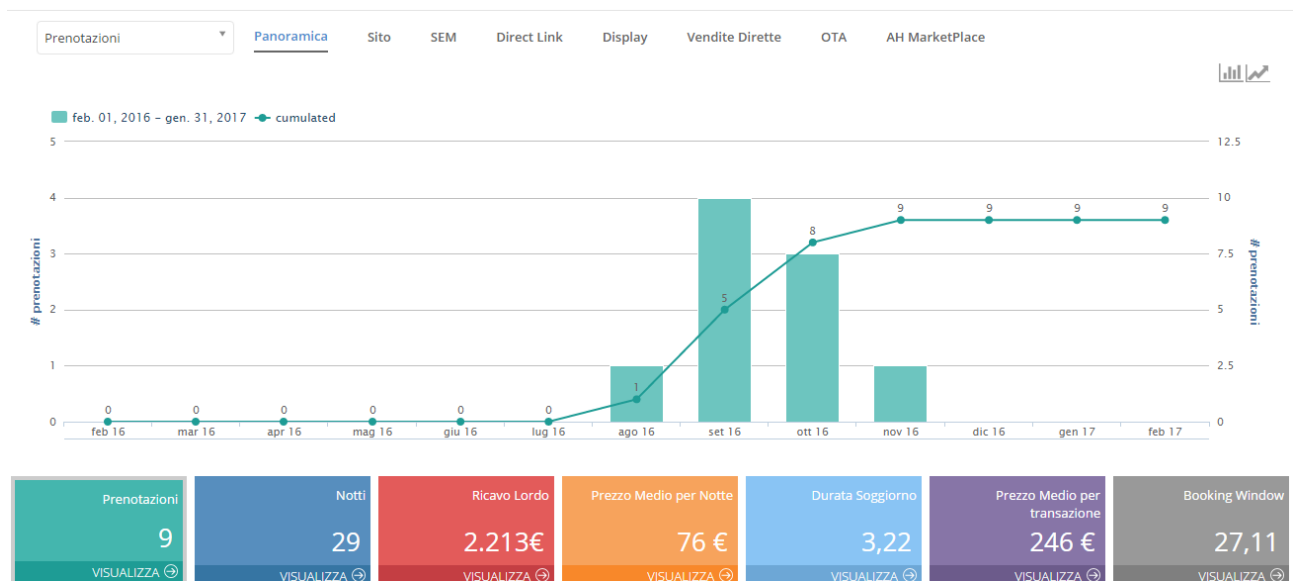 Prenotazioni Panoramica Sito SEM Direct Link Display Vendite Dirette OTA AH MarketPlace
feb. 01, 2016 – gen. 31, 2017 cumulated
5 12.5
4 10
3 7.5
2 5
1 2.5
0 0
# prenotazioni
# prenotazioni
0 0 0 0 0 0 1 5 8 9 9 9 9
feb 16 mar 16 apr 16 mag 16 giu 16 lug 16 ago 16 set 16 ott 16 nov 16 dic 16 gen 17 feb 17
Prenotazioni
9
VISUALIZZA
Notti
29
VISUALIZZA
Ricavo Lordo
2.213€
VISUALIZZA
Prezzo Medio per Notte
76 €
VISUALIZZA
Durata Soggiorno
3,22
VISUALIZZA
Prezzo Medio per
transazione
246 €
VISUALIZZA
Booking Window
27,11
VISUALIZZA